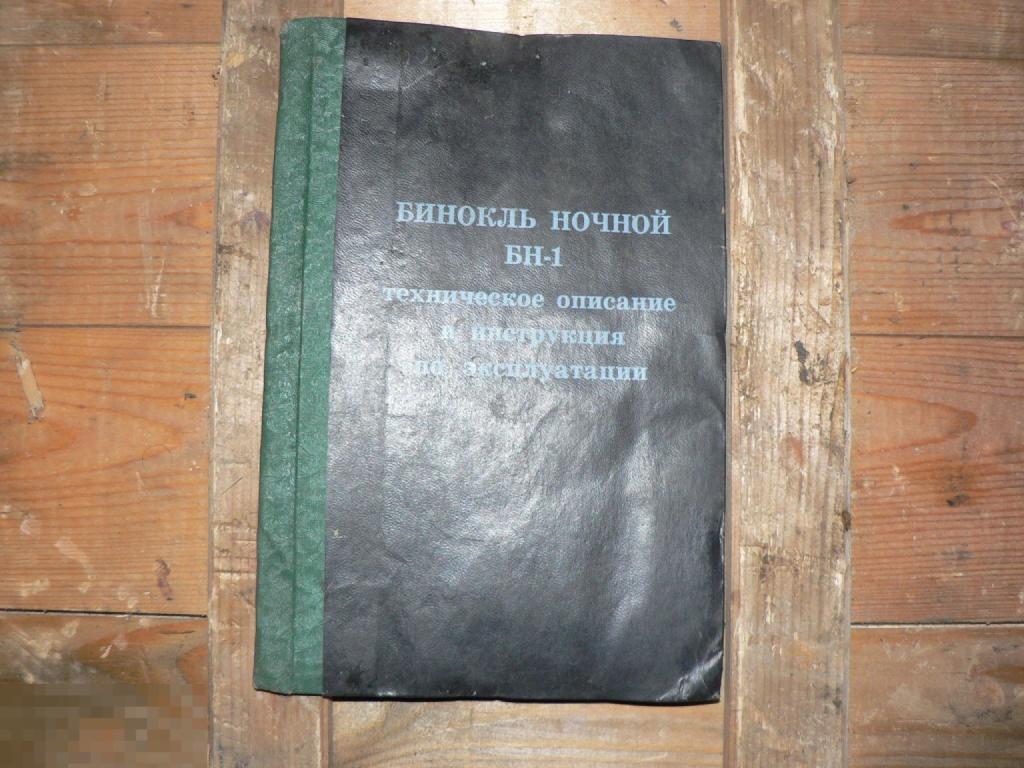 БИНОКЛЬ НОЧНОЙ
БН-1
техническое описание
и инструкция
по эксплуатации